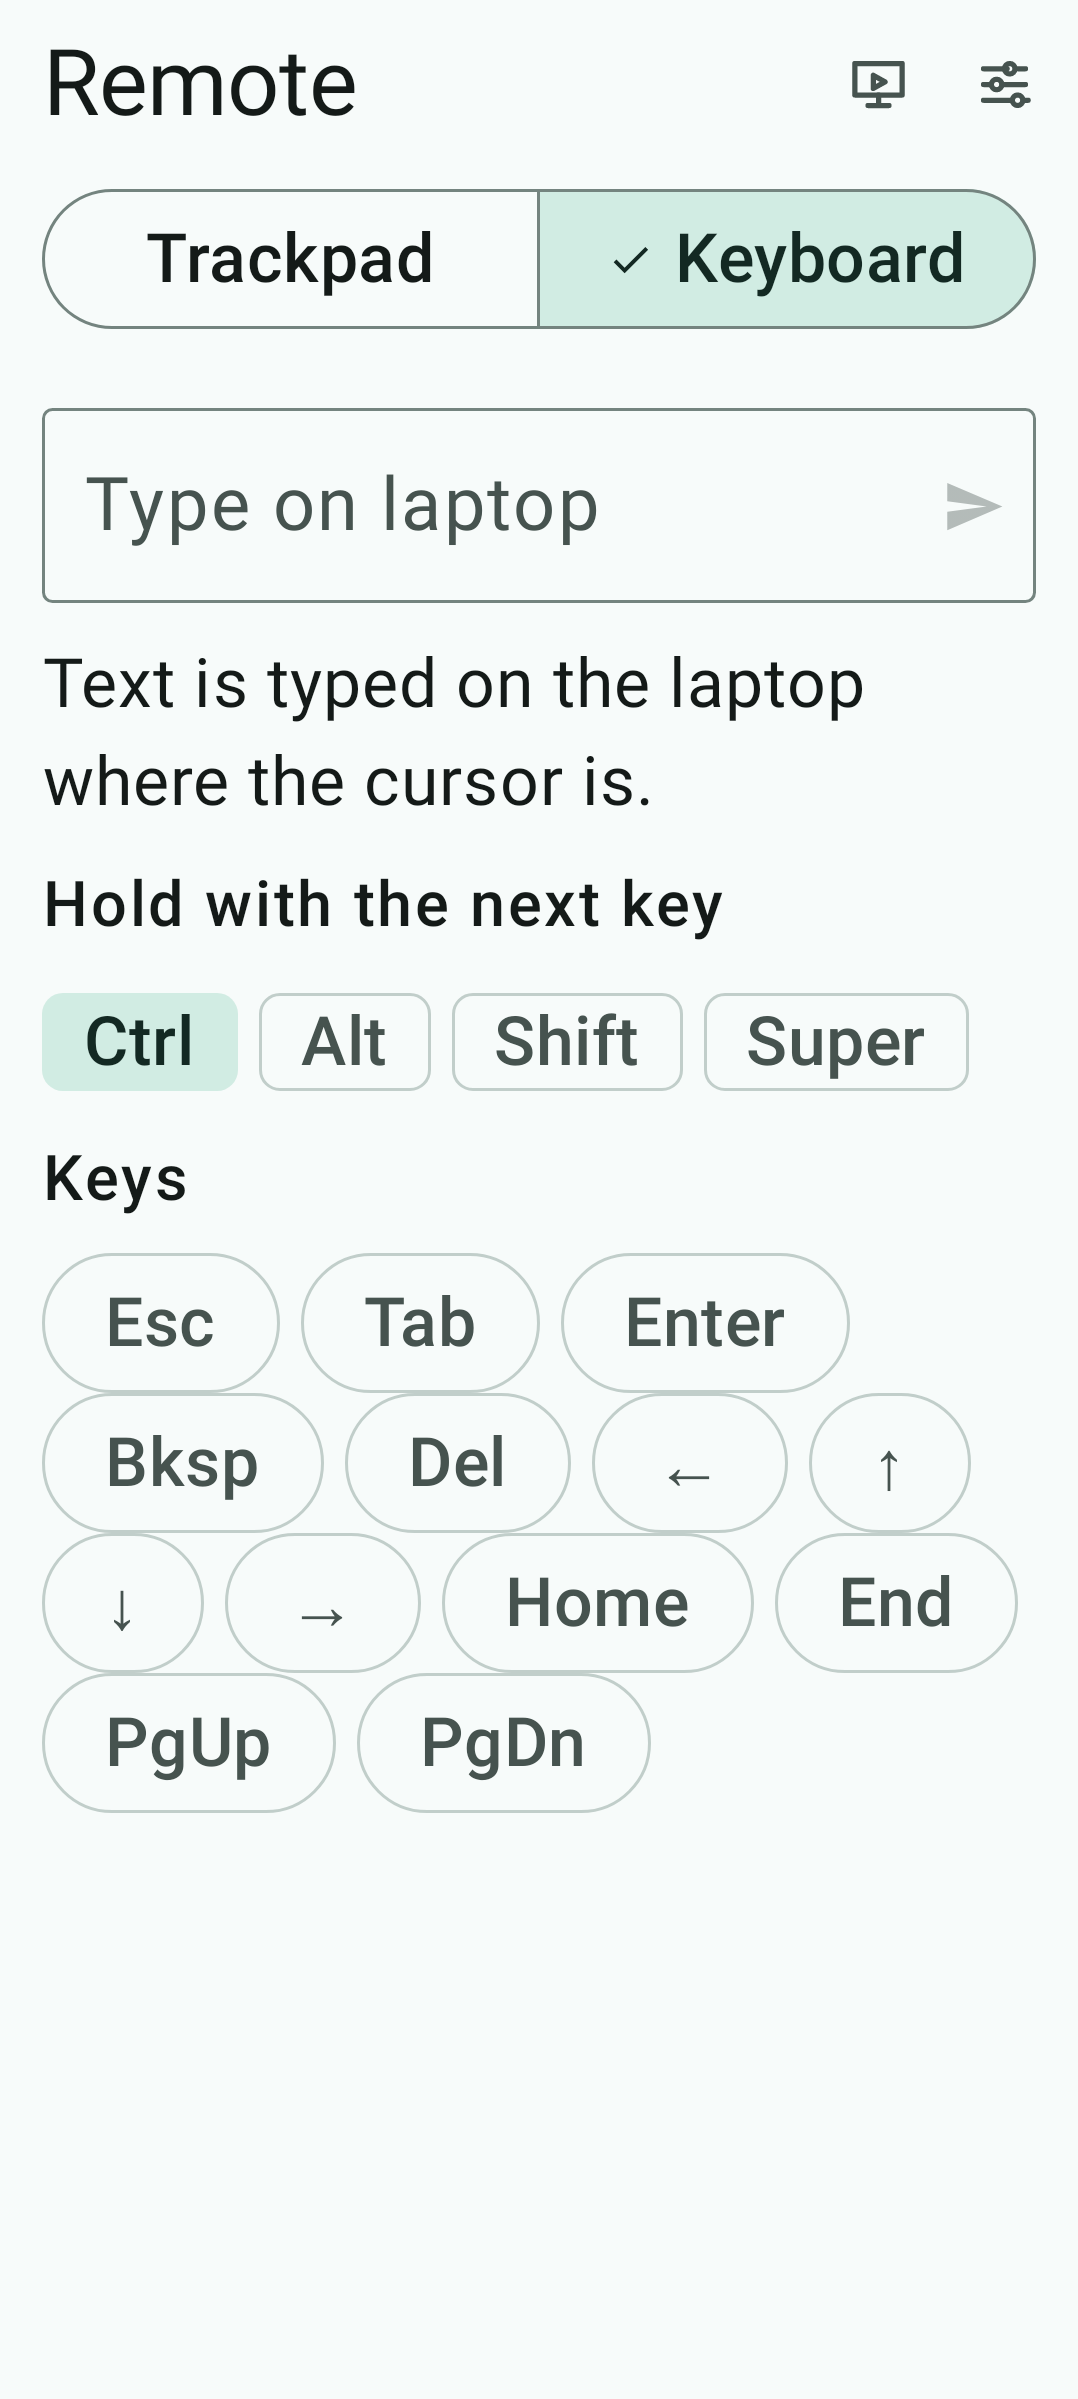 Remote
Trackpad Keyboard
Type on laptop
Text is typed on the laptop
where the cursor is.
Hold with the next key
Ctrl Alt Shift Super
Keys
Esc Tab Enter
Bksp Del ← ↑
↓ → Home End
PgUp PgDn